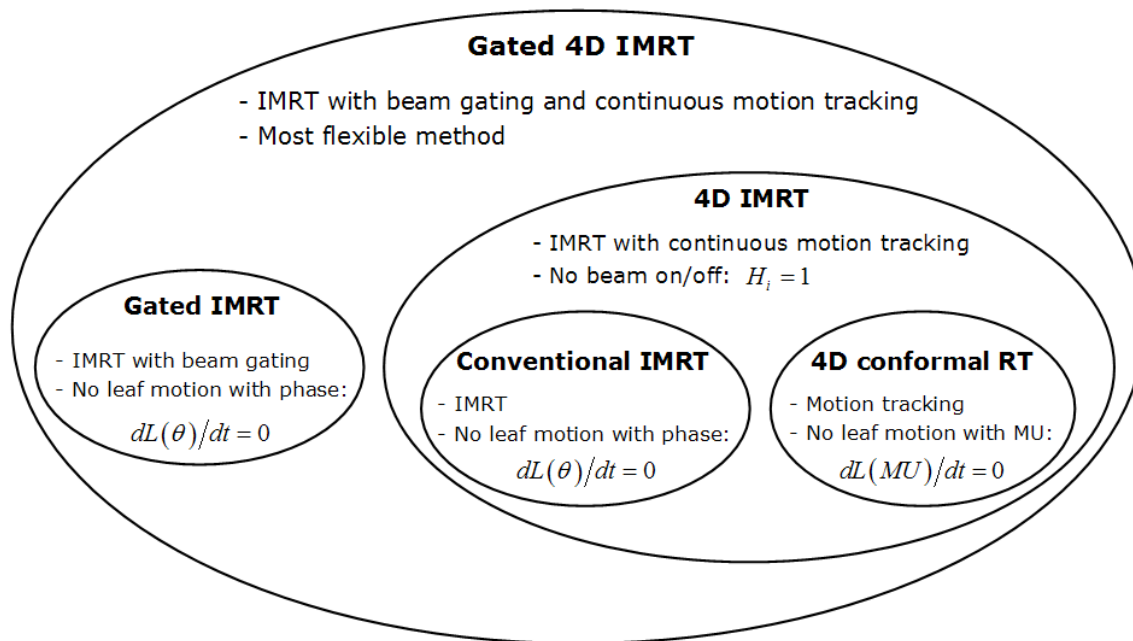 Gated 4D IMRT
- IMRT with beam gating and continuous motion tracking
- Most flexible method
4D IMRT
- IMRT with continuous motion tracking
- No beam on/off: H_i = 1
Gated IMRT
- IMRT with beam gating
- No leaf motion with phase:
dL(θ)/dt = 0
Conventional IMRT
- IMRT
- No leaf motion with phase:
dL(θ)/dt = 0
4D conformal RT
- Motion tracking
- No leaf motion with MU:
dL(MU)/dt = 0